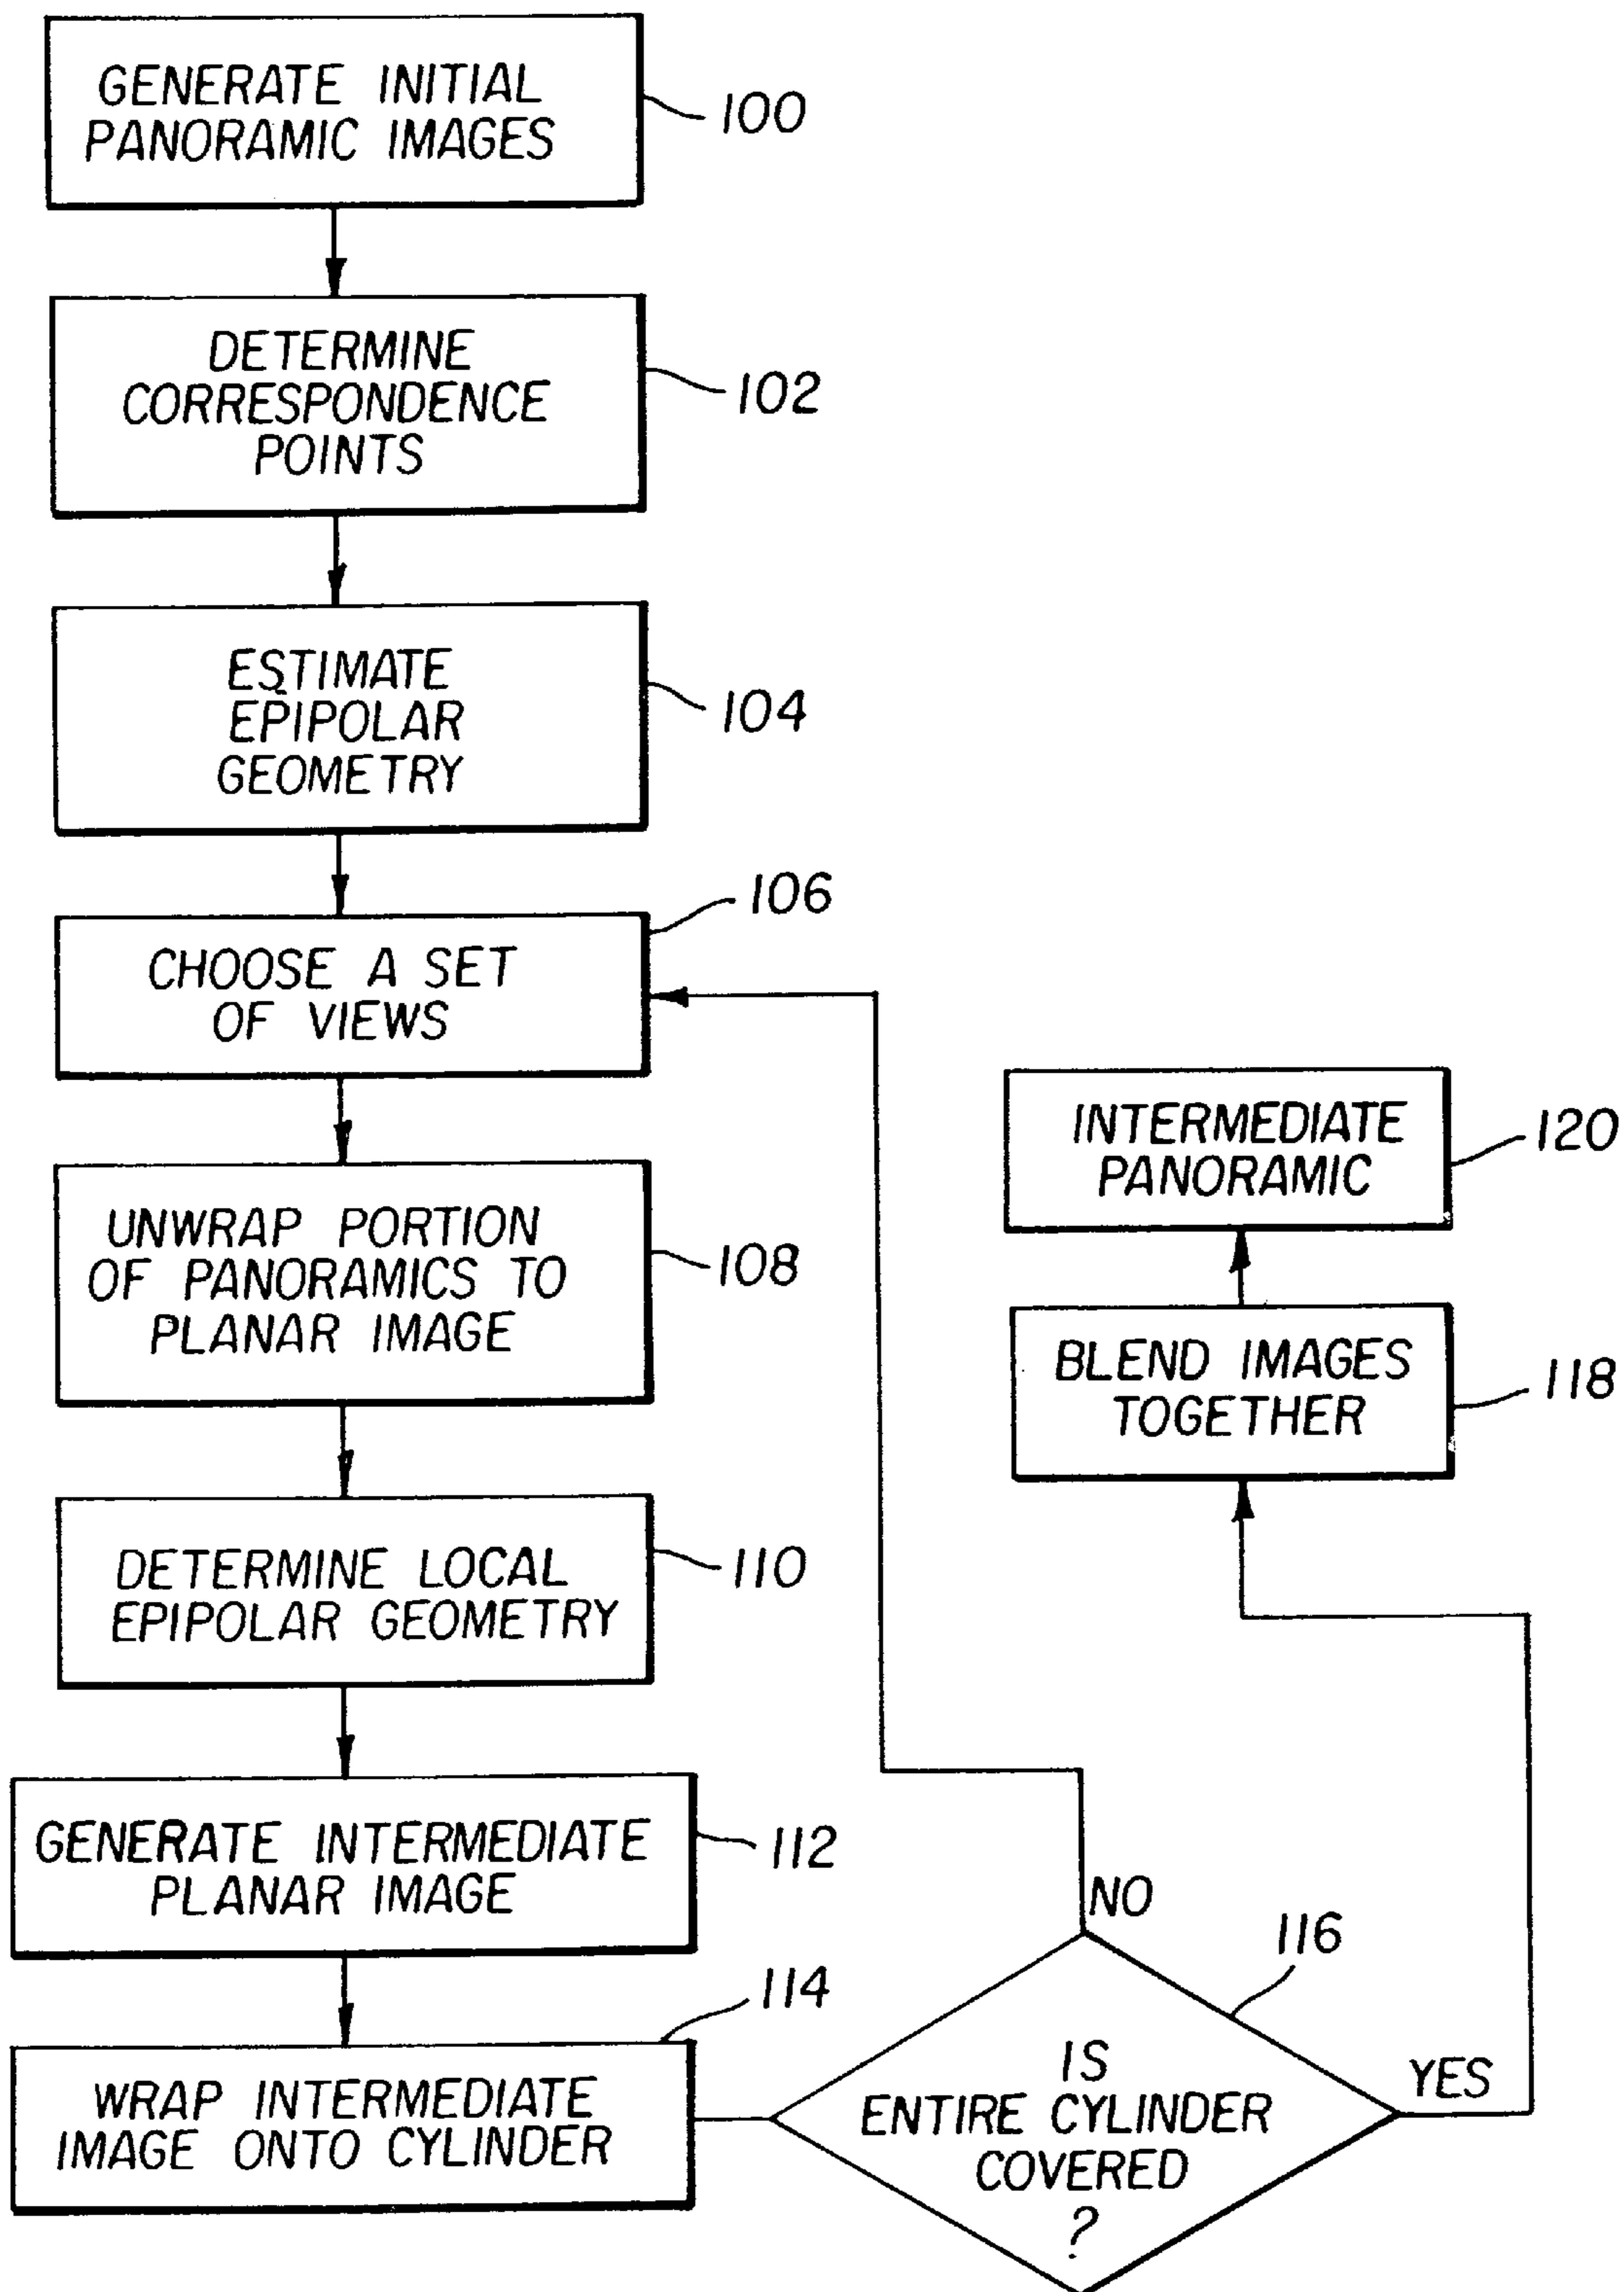 GENERATE INITIAL
PANORAMIC IMAGES
100
DETERMINE
CORRESPONDENCE
POINTS
102
ESTIMATE
EPIPOLAR
GEOMETRY
104
106
CHOOSE A SET
OF VIEWS
UNWRAP PORTION
OF PANORAMICS TO
PLANAR IMAGE
108
DETERMINE LOCAL
EPIPOLAR GEOMETRY
110
GENERATE INTERMEDIATE
PLANAR IMAGE
112
114
WRAP INTERMEDIATE
IMAGE ONTO CYLINDER
NO
116
IS
ENTIRE CYLINDER
COVERED
?
YES
BLEND IMAGES
TOGETHER
118
INTERMEDIATE
PANORAMIC
120